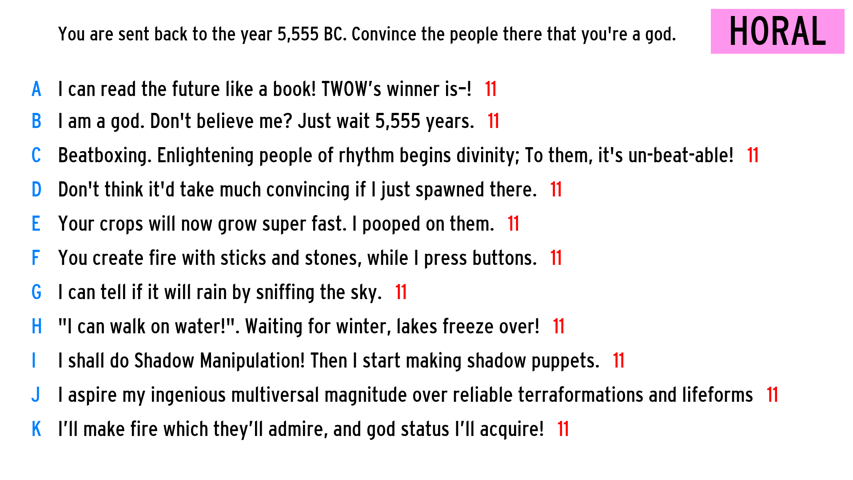 You are sent back to the year 5,555 BC. Convince the people there that you're a god.
HORAL
A I can read the future like a book! TWOW’s winner is–! 11
B I am a god. Don't believe me? Just wait 5,555 years. 11
C Beatboxing. Enlightening people of rhythm begins divinity; To them, it's un-beat-able! 11
D Don't think it'd take much convincing if I just spawned there. 11
E Your crops will now grow super fast. I pooped on them. 11
F You create fire with sticks and stones, while I press buttons. 11
G I can tell if it will rain by sniffing the sky. 11
H "I can walk on water!". Waiting for winter, lakes freeze over! 11
I I shall do Shadow Manipulation! Then I start making shadow puppets. 11
J I aspire my ingenious multiversal magnitude over reliable terraformations and lifeforms 11
K I’ll make fire which they’ll admire, and god status I’ll acquire! 11